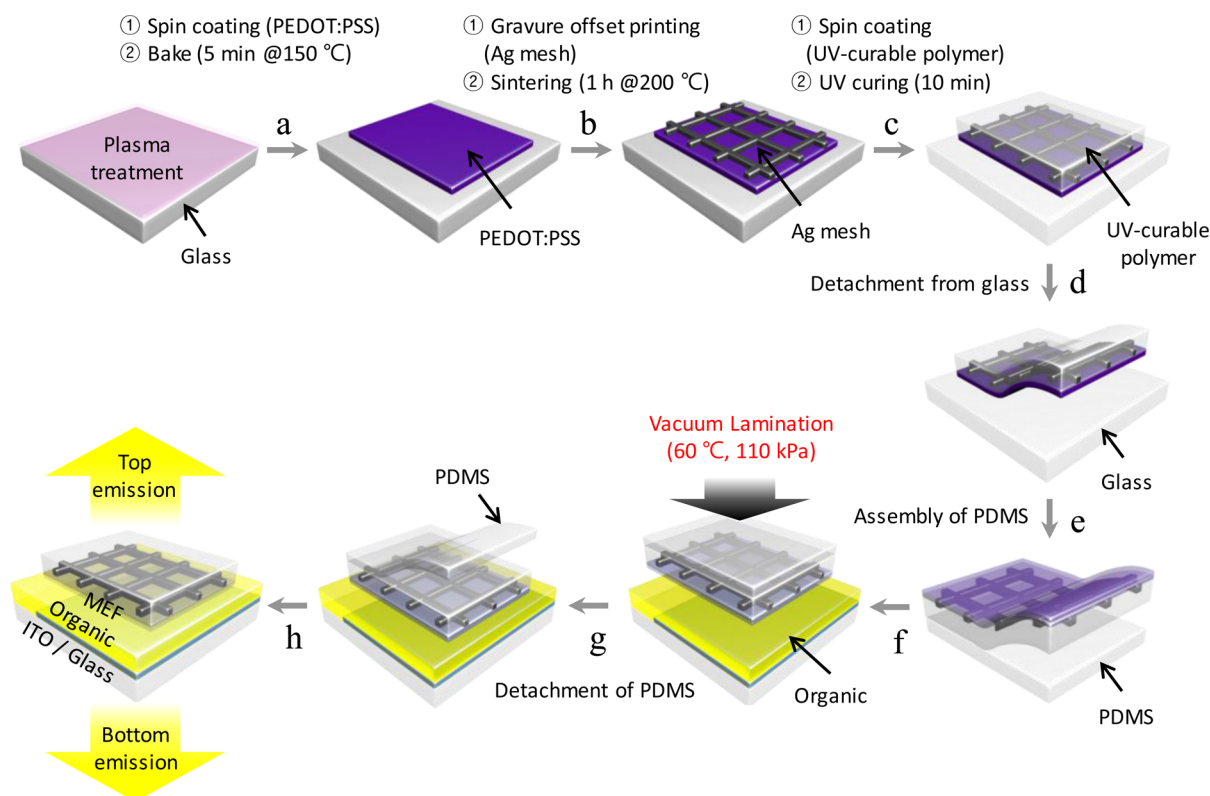 ① Spin coating (PEDOT:PSS)
② Bake (5 min @150 ℃)
① Gravure offset printing
(Ag mesh)
② Sintering (1 h @200 ℃)
① Spin coating
(UV-curable polymer)
② UV curing (10 min)
Plasma
treatment
a
b
c
Glass
PEDOT:PSS
Ag mesh
UV-curable
polymer
Detachment from glass
d
Glass
Assembly of PDMS
e
Vacuum Lamination
(60 ℃, 110 kPa)
PDMS
Top
emission
MEF
Organic
ITO / Glass
h
g
f
Detachment of PDMS
Organic
PDMS
Bottom
emission